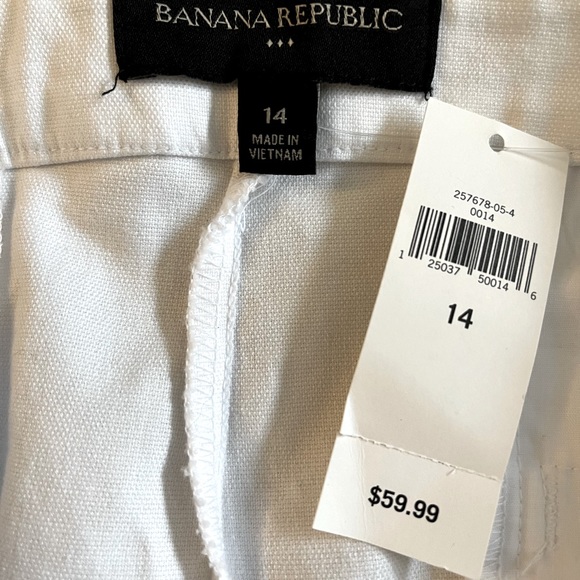 BANANA REPUBLIC
14
MADE IN
VIETNAM
257678-05-4
0014
1 25037 50014 6
14
$59.99